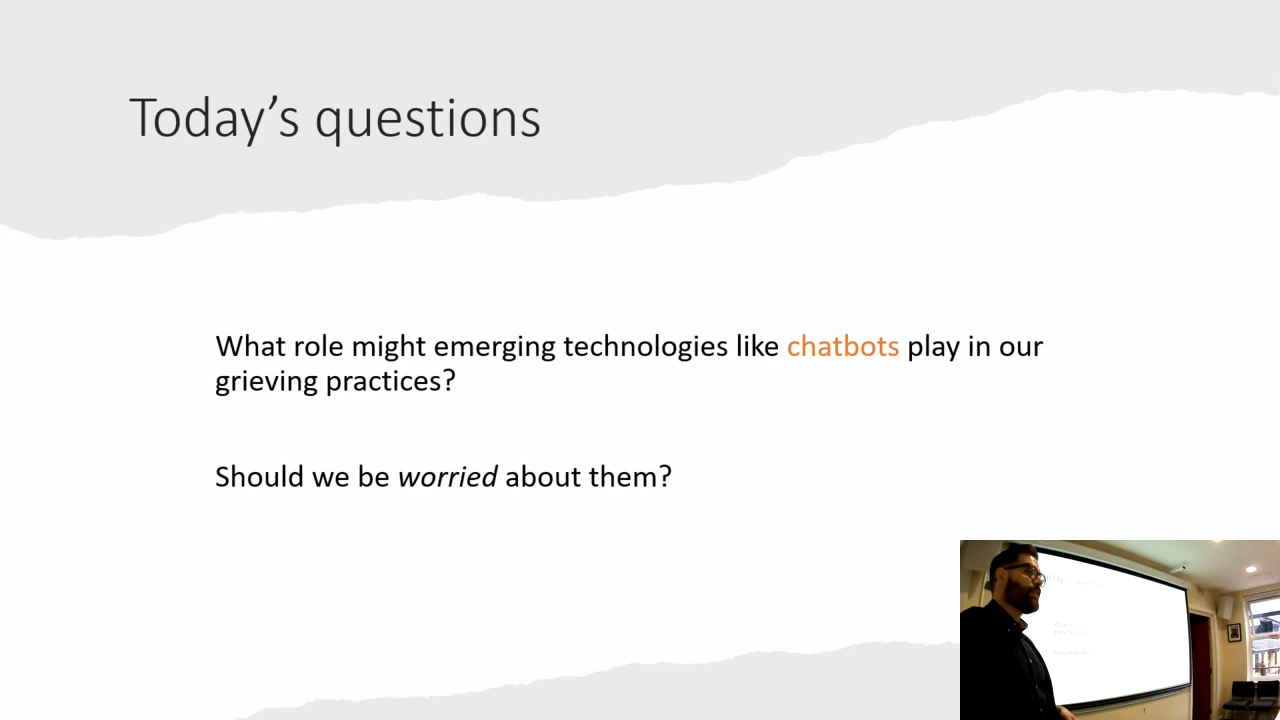 Today’s questions
What role might emerging technologies like chatbots play in our
grieving practices?
Should we be worried about them?